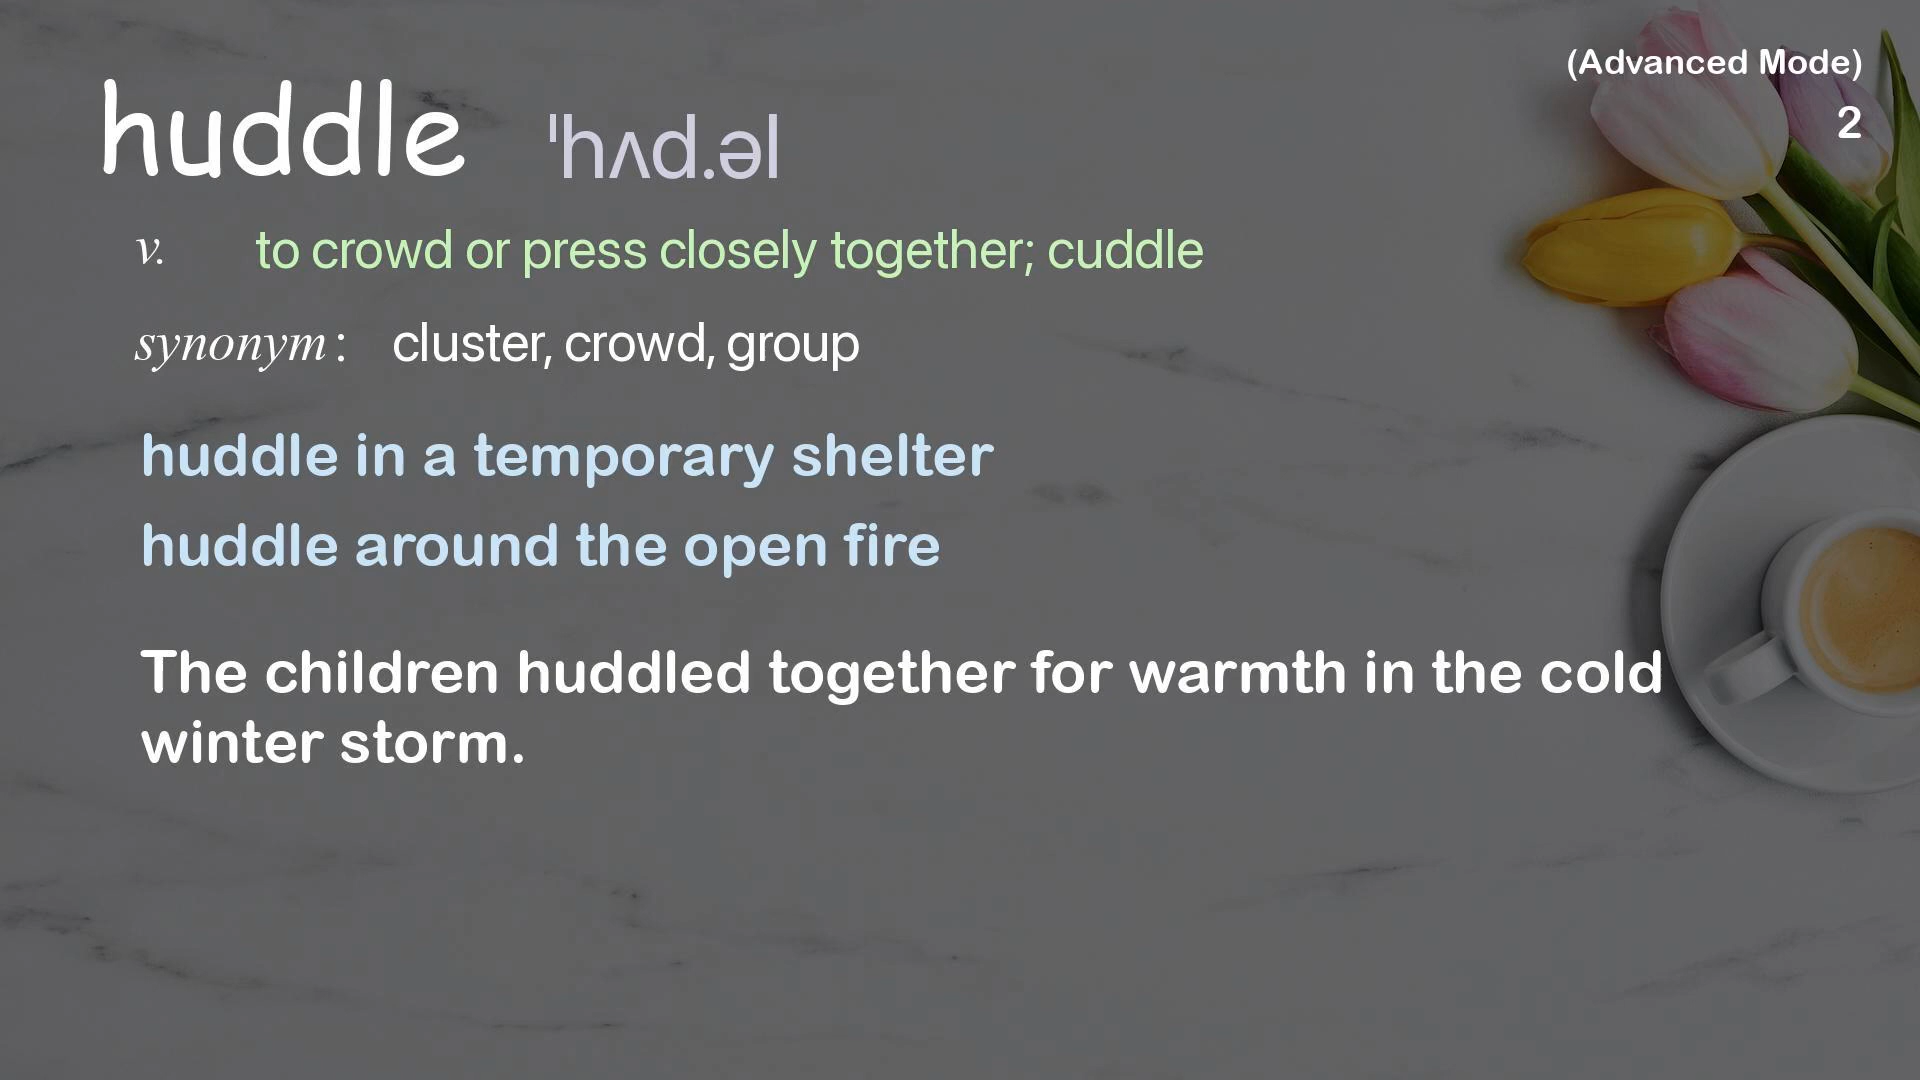 (Advanced Mode)
2
huddle ˈhʌd.əl
v. to crowd or press closely together; cuddle
synonym: cluster, crowd, group
huddle in a temporary shelter
huddle around the open fire
The children huddled together for warmth in the cold
winter storm.